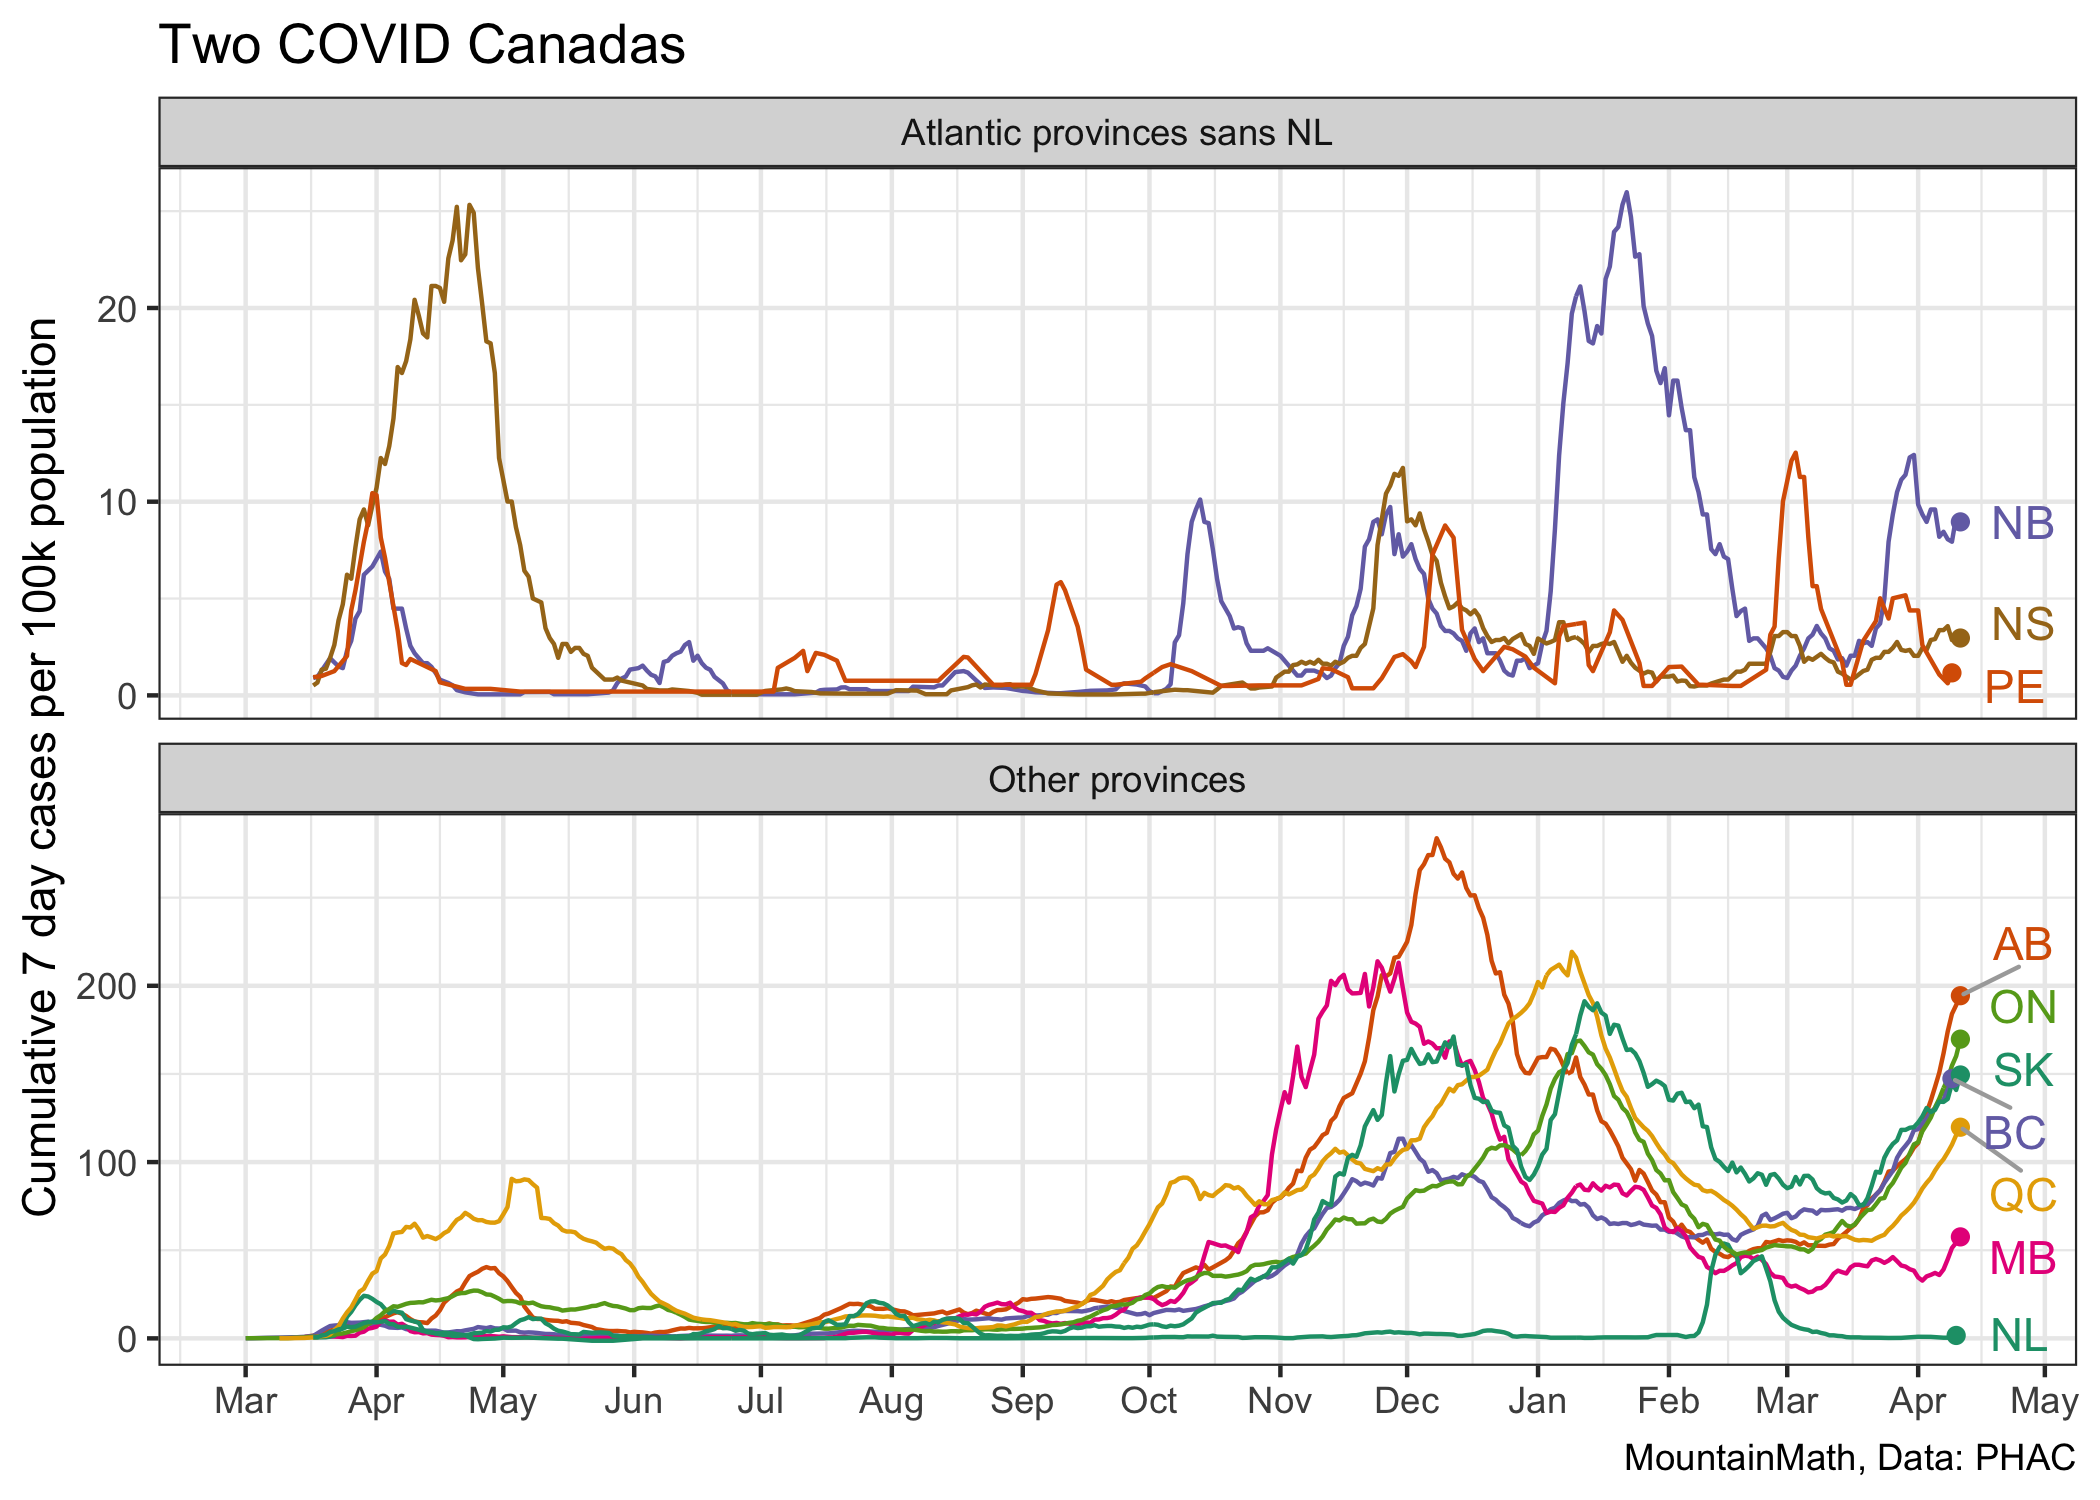 Two COVID Canadas
Atlantic provinces sans NL
20
10
0
NB
NS
PE
Cumulative 7 day cases per 100k population
Other provinces
200
100
0
AB
ON
SK
BC
QC
MB
NL
Mar Apr May Jun Jul Aug Sep Oct Nov Dec Jan Feb Mar Apr May
MountainMath, Data: PHAC